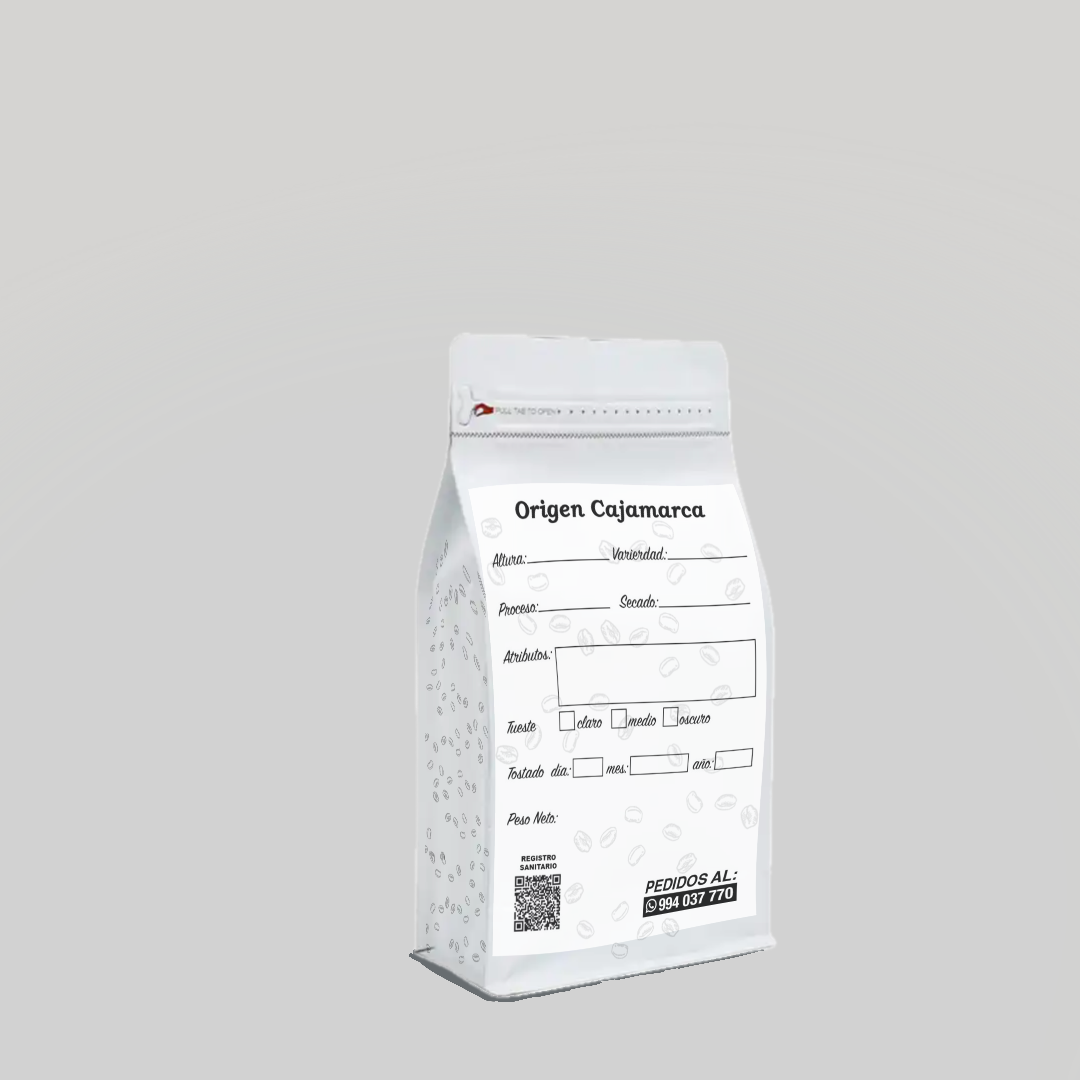 PULL TAB TO OPEN
Origen Cajamarca
Altura: Varierdad:
Proceso: Secado:
Atributos:
Tueste claro medio oscuro
Tostado día: mes: año:
Peso Neto:
REGISTRO
SANITARIO
PEDIDOS AL:
994 037 770